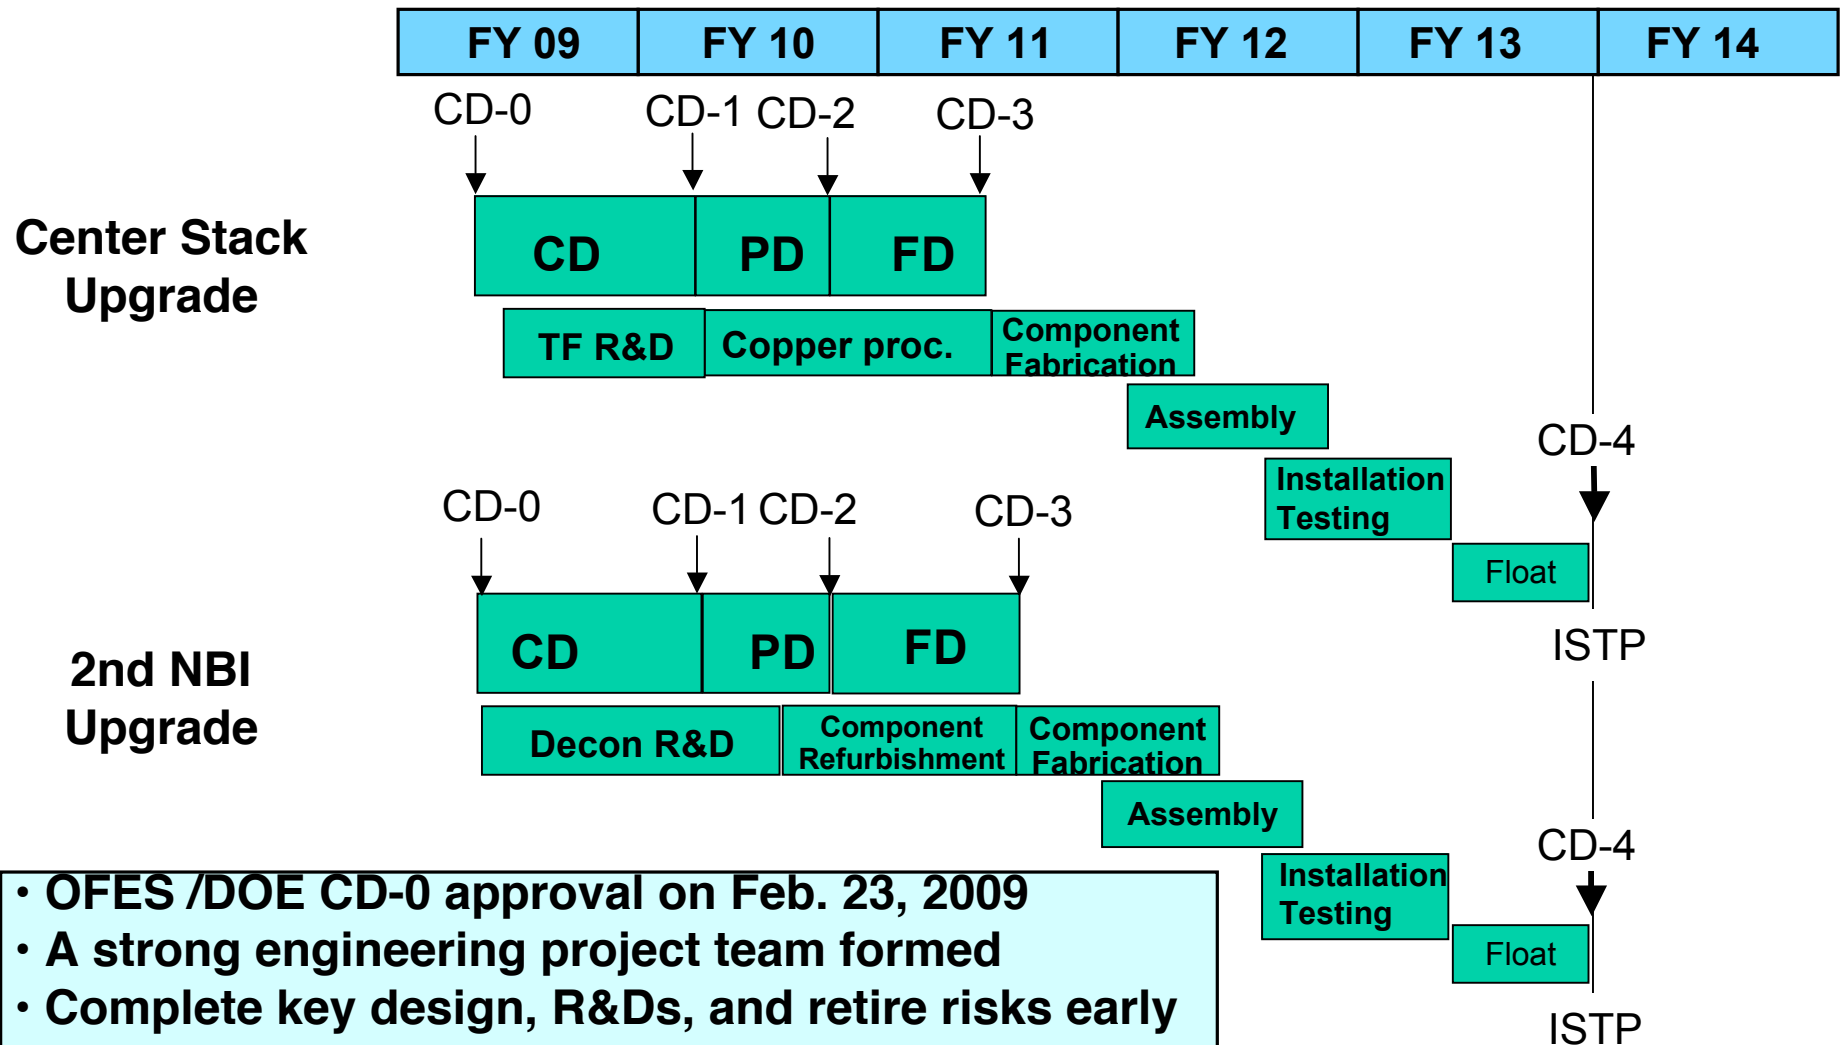 FY 09 FY 10 FY 11 FY 12 FY 13 FY 14
CD-0 CD-1 CD-2 CD-3
Center Stack
Upgrade
CD PD FD
TF R&D Copper proc. Component
Fabrication
Assembly
CD-4
Installation
Testing
Float
ISTP
CD-0 CD-1 CD-2 CD-3
2nd NBI
Upgrade
CD PD FD
Decon R&D
Component
Refurbishment
Component
Fabrication
Assembly
CD-4
Installation
Testing
Float
ISTP
• OFES /DOE CD-0 approval on Feb. 23, 2009
• A strong engineering project team formed
• Complete key design, R&Ds, and retire risks early